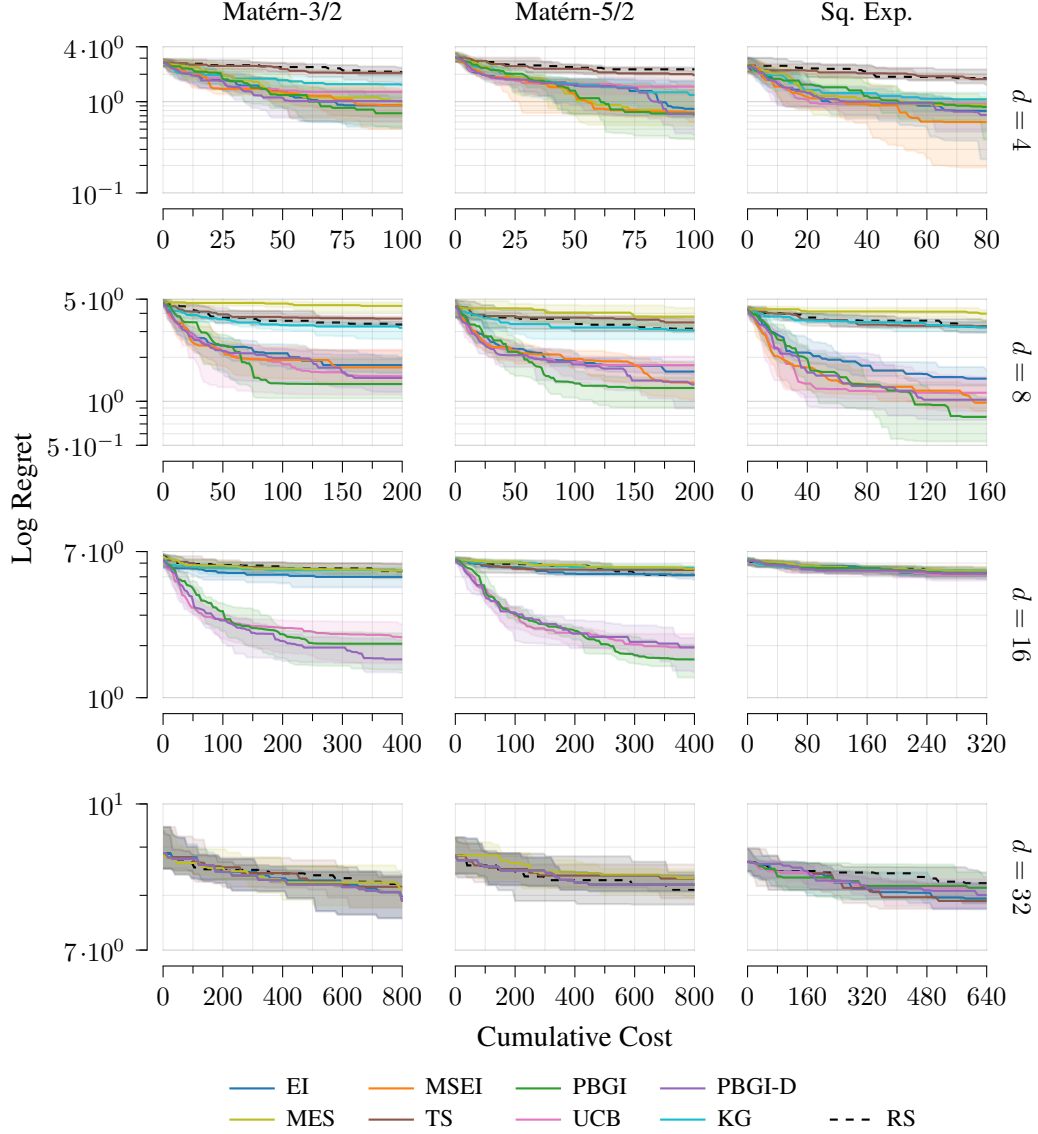 Matérn-3/2 Matérn-5/2 Sq. Exp.
4·10⁰
10⁰
10⁻¹
0 25 50 75 100 0 25 50 75 100 0 20 40 60 80
d = 4
5·10⁰
10⁰
5·10⁻¹
0 50 100 150 200 0 50 100 150 200 0 40 80 120 160
d = 8
Log Regret
7·10⁰
10⁰
0 100 200 300 400 0 100 200 300 400 0 80 160 240 320
d = 16
10¹
7·10⁰
0 200 400 600 800 0 200 400 600 800 0 160 320 480 640
d = 32
Cumulative Cost
EI MSEI PBGI PBGI-D
MES TS UCB KG RS